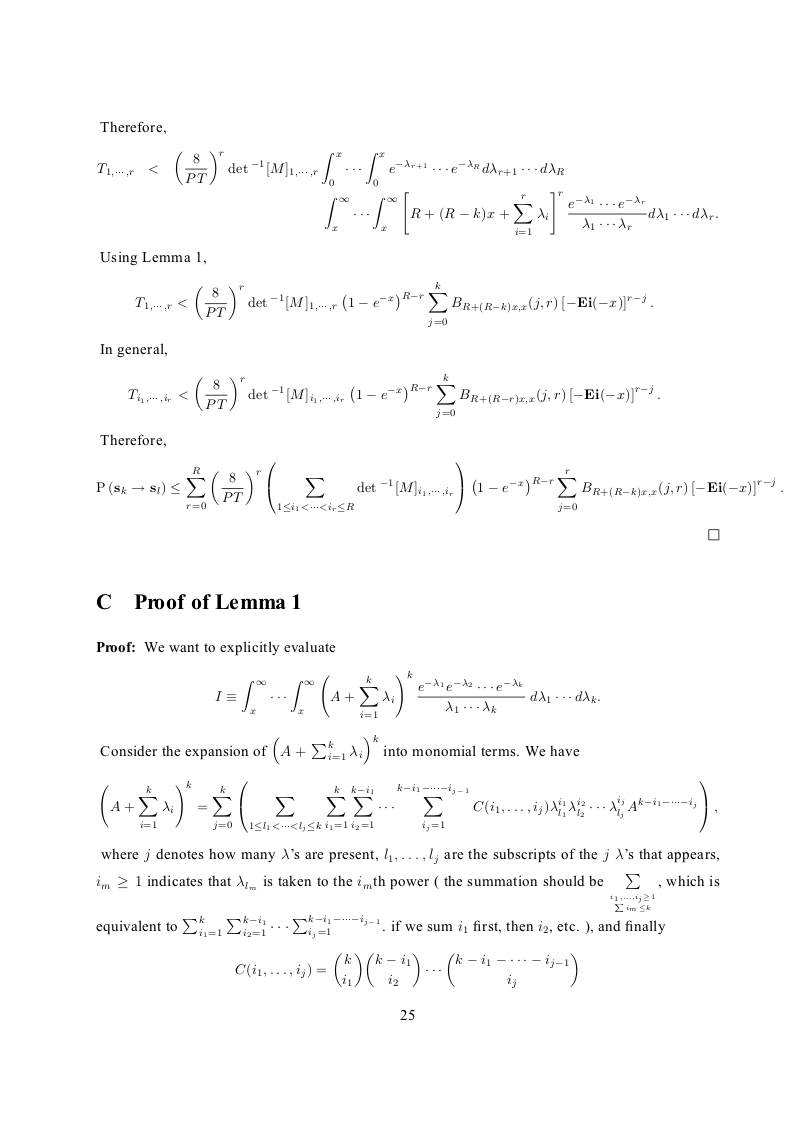 Therefore,
$T_{1,\cdots,r} < \left(\frac{8}{PT}\right)^r \det{}^{-1}[M]_{1,\cdots,r} \int_0^x \cdots \int_0^x e^{-\lambda_{r+1}} \cdots e^{-\lambda_R} d\lambda_{r+1} \cdots d\lambda_R$
$\int_x^\infty \cdots \int_x^\infty \left[R + (R-k)x + \sum_{i=1}^r \lambda_i\right]^r \frac{e^{-\lambda_1} \cdots e^{-\lambda_r}}{\lambda_1 \cdots \lambda_r} d\lambda_1 \cdots d\lambda_r.$
Using Lemma 1,
$T_{1,\cdots,r} < \left(\frac{8}{PT}\right)^r \det{}^{-1}[M]_{1,\cdots,r} \left(1 - e^{-x}\right)^{R-r} \sum_{j=0}^k B_{R+(R-k)x,x}(j,r) \left[-\mathbf{Ei}(-x)\right]^{r-j}.$
In general,
$T_{i_1,\cdots,i_r} < \left(\frac{8}{PT}\right)^r \det{}^{-1}[M]_{i_1,\cdots,i_r} \left(1 - e^{-x}\right)^{R-r} \sum_{j=0}^k B_{R+(R-r)x,x}(j,r) \left[-\mathbf{Ei}(-x)\right]^{r-j}.$
Therefore,
$\mathrm{P}(\mathbf{s}_k \to \mathbf{s}_l) \leq \sum_{r=0}^R \left(\frac{8}{PT}\right)^r \left(\sum_{1 \leq i_1 < \cdots < i_r \leq R} \det{}^{-1}[M]_{i_1,\cdots,i_r}\right) \left(1 - e^{-x}\right)^{R-r} \sum_{j=0}^r B_{R+(R-k)x,x}(j,r) \left[-\mathbf{Ei}(-x)\right]^{r-j}.$
□
C Proof of Lemma 1
Proof: We want to explicitly evaluate
$I \equiv \int_x^\infty \cdots \int_x^\infty \left(A + \sum_{i=1}^k \lambda_i\right)^k \frac{e^{-\lambda_1} e^{-\lambda_2} \cdots e^{-\lambda_k}}{\lambda_1 \cdots \lambda_k} d\lambda_1 \cdots d\lambda_k.$
Consider the expansion of $\left(A + \sum_{i=1}^k \lambda_i\right)^k$ into monomial terms. We have
$\left(A + \sum_{i=1}^k \lambda_i\right)^k = \sum_{j=0}^k \left(\sum_{1 \leq l_1 < \cdots < l_j \leq k} \sum_{i_1=1}^k \sum_{i_2=1}^{k-i_1} \cdots \sum_{i_j=1}^{k-i_1-\cdots-i_{j-1}} C(i_1, \ldots, i_j) \lambda_{l_1}^{i_1} \lambda_{l_2}^{i_2} \cdots \lambda_{l_j}^{i_j} A^{k-i_1-\cdots-i_j}\right),$
where $j$ denotes how many $\lambda$'s are present, $l_1, \ldots, l_j$ are the subscripts of the $j$ $\lambda$'s that appears,
$i_m \geq 1$ indicates that $\lambda_{l_m}$ is taken to the $i_m$th power ( the summation should be $\sum_{\substack{i_1,\ldots,i_j \geq 1 \\ \sum i_m \leq k}}$, which is
equivalent to $\sum_{i_1=1}^k \sum_{i_2=1}^{k-i_1} \cdots \sum_{i_j=1}^{k-i_1-\cdots-i_{j-1}}$. if we sum $i_1$ first, then $i_2$, etc. ), and finally
$C(i_1, \ldots, i_j) = \binom{k}{i_1} \binom{k-i_1}{i_2} \cdots \binom{k-i_1-\cdots-i_{j-1}}{i_j}$
25